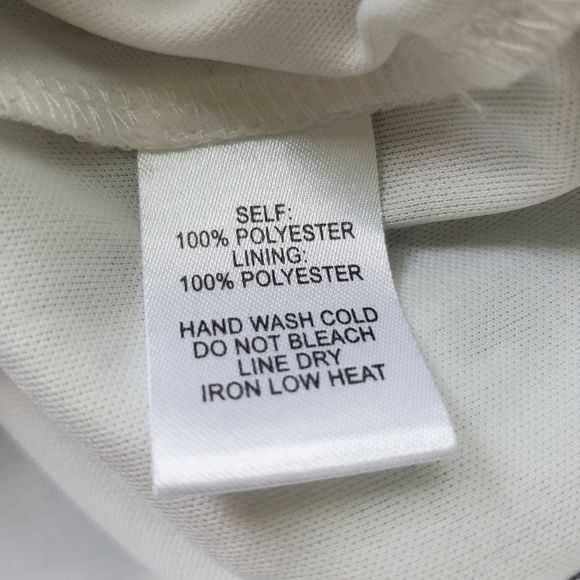 SELF:
100% POLYESTER
LINING:
100% POLYESTER
HAND WASH COLD
DO NOT BLEACH
LINE DRY
IRON LOW HEAT